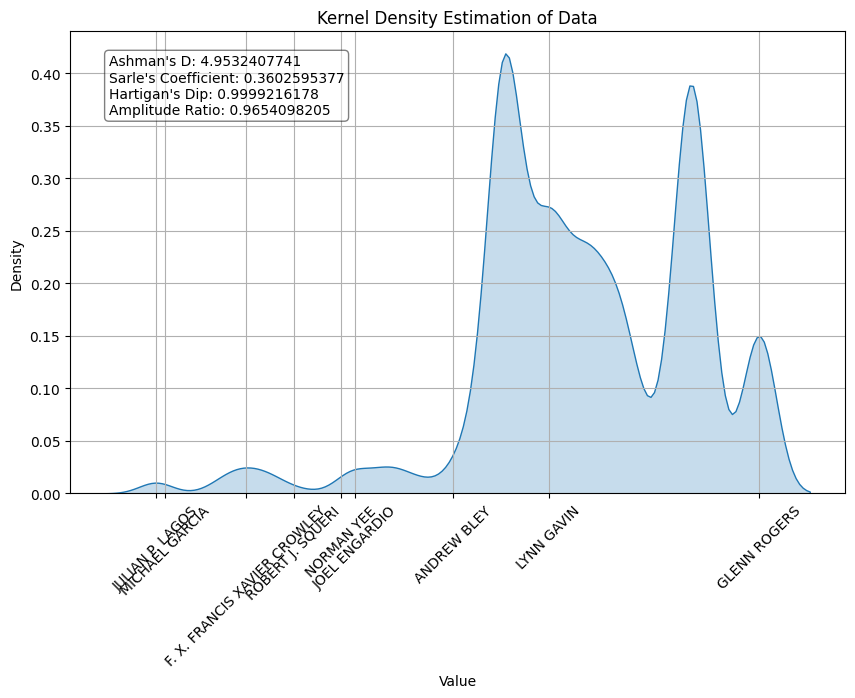 Kernel Density Estimation of Data
Ashman's D: 4.9532407741
Sarle's Coefficient: 0.3602595377
Hartigan's Dip: 0.9999216178
Amplitude Ratio: 0.9654098205
Density
0.40
0.35
0.30
0.25
0.20
0.15
0.10
0.05
0.00
JULIAN P. LAGOS
MICHAEL GARCIA
F. X. FRANCIS XAVIER CROWLEY
ROBERT J. SQUERI
NORMAN YEE
JOEL ENGARDIO
ANDREW BLEY
LYNN GAVIN
GLENN ROGERS
Value